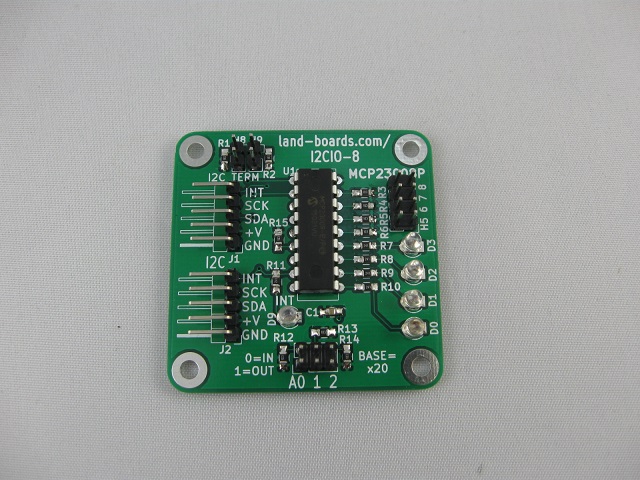 land-boards.com/
I2CIO-8
R1
H9
R2
I2C TERM
U1
INT
SCK
SDA
+V
GND
J1
R15
R3
R4
R5
R6
8
7
6
H5
R7
R8
R9
R10
D3
D2
D1
D0
I2C
R11
INT
SCK
SDA
+V
GND
J2
INT
D9
C1
R13
R12
R14
0=IN
1=OUT
A0 1 2
BASE=
x20